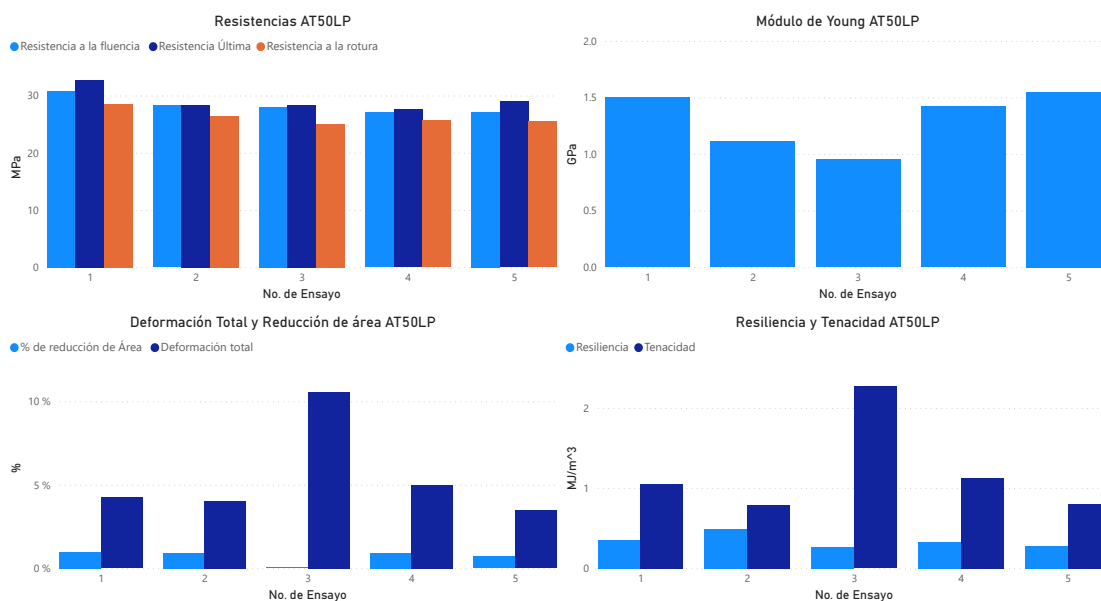 Resistencias AT50LP
Resistencia a la fluencia Resistencia Última Resistencia a la rotura
30
20
10
0
MPa
1 2 3 4 5
No. de Ensayo
Módulo de Young AT50LP
2.0
1.5
1.0
0.5
0.0
GPa
1 2 3 4 5
No. de Ensayo
Deformación Total y Reducción de área AT50LP
% de reducción de Área Deformación total
10 %
5 %
0 %
%
1 2 3 4 5
No. de Ensayo
Resiliencia y Tenacidad AT50LP
Resiliencia Tenacidad
2
1
0
MJ/m^3
1 2 3 4 5
No. de Ensayo